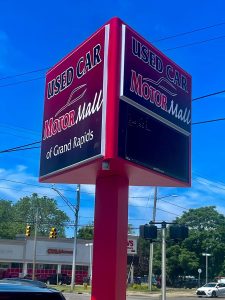 USED CAR
MOTOR Mall
of Grand Rapids
USED CAR
MOTOR Mall